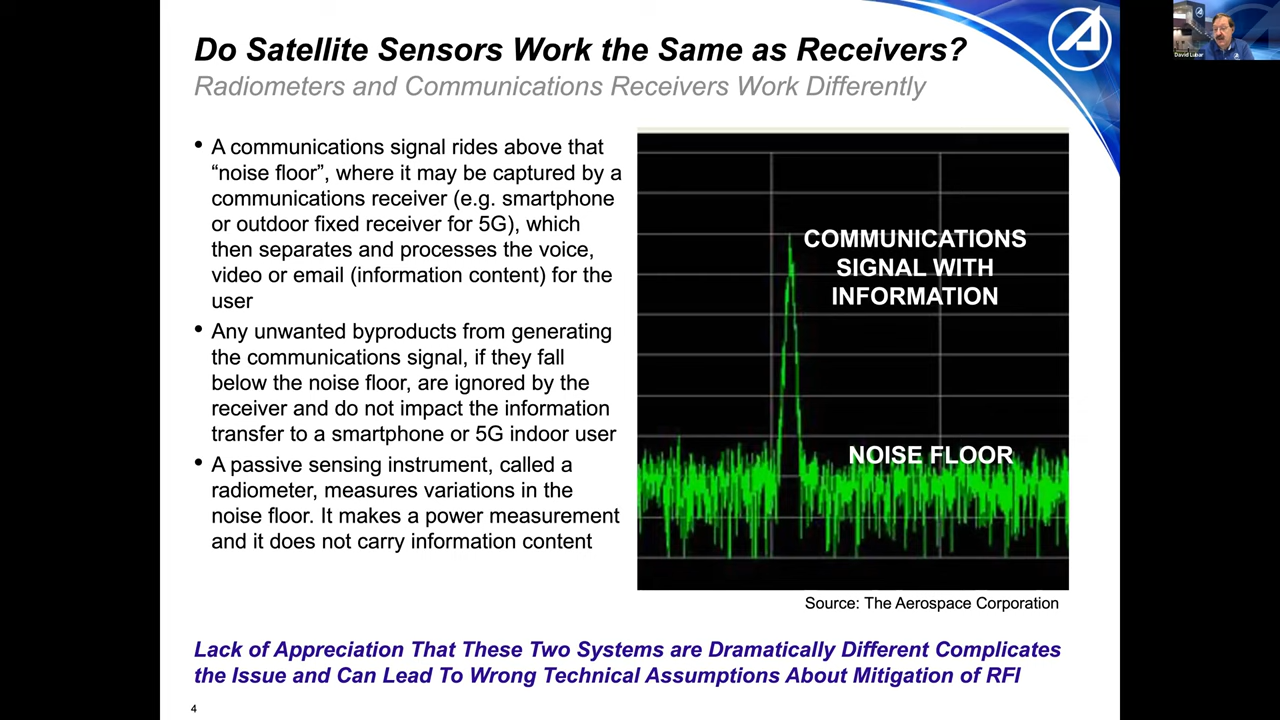 Do Satellite Sensors Work the Same as Receivers?
Radiometers and Communications Receivers Work Differently
• A communications signal rides above that
“noise floor”, where it may be captured by a
communications receiver (e.g. smartphone
or outdoor fixed receiver for 5G), which
then separates and processes the voice,
video or email (information content) for the
user
• Any unwanted byproducts from generating
the communications signal, if they fall
below the noise floor, are ignored by the
receiver and do not impact the information
transfer to a smartphone or 5G indoor user
• A passive sensing instrument, called a
radiometer, measures variations in the
noise floor. It makes a power measurement
and it does not carry information content
COMMUNICATIONS
SIGNAL WITH
INFORMATION
NOISE FLOOR
Source: The Aerospace Corporation
Lack of Appreciation That These Two Systems are Dramatically Different Complicates
the Issue and Can Lead To Wrong Technical Assumptions About Mitigation of RFI
4
David Lubar